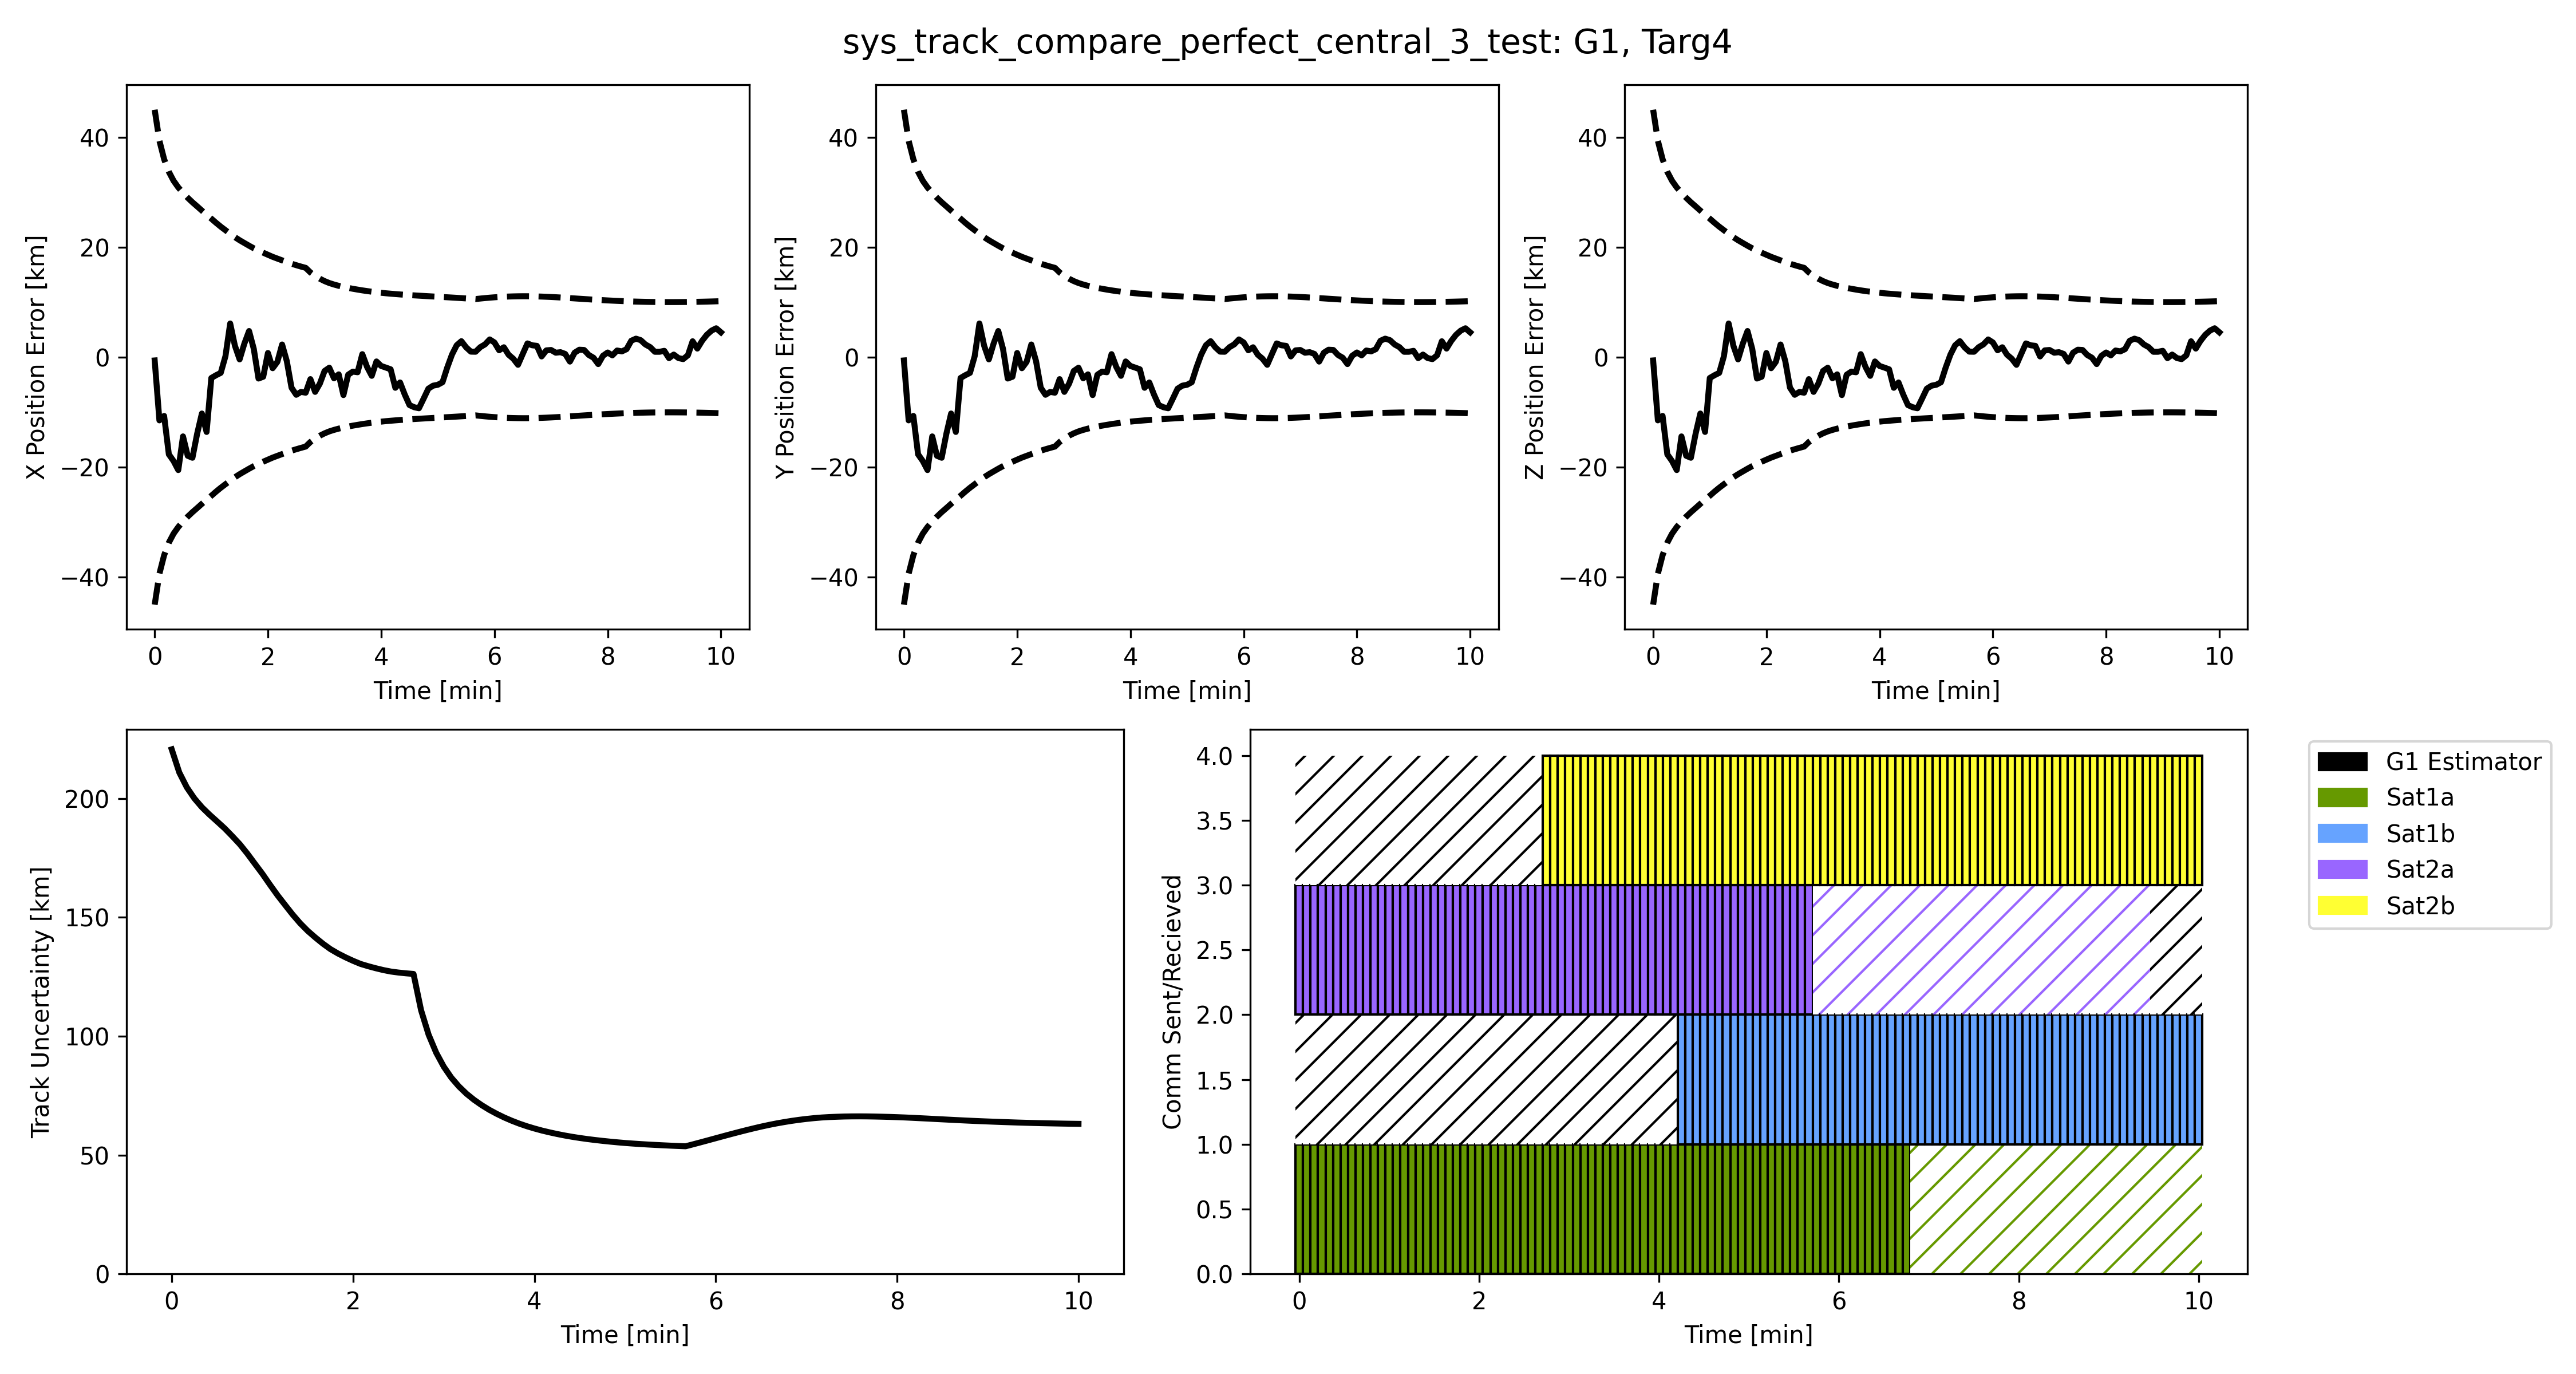 sys_track_compare_perfect_central_3_test: G1, Targ4
X Position Error [km]
40
20
0
−20
−40
0 2 4 6 8 10
Time [min]
Y Position Error [km]
40
20
0
−20
−40
0 2 4 6 8 10
Time [min]
Z Position Error [km]
40
20
0
−20
−40
0 2 4 6 8 10
Time [min]
Track Uncertainty [km]
200
150
100
50
0
0 2 4 6 8 10
Time [min]
Comm Sent/Recieved
4.0
3.5
3.0
2.5
2.0
1.5
1.0
0.5
0.0
0 2 4 6 8 10
Time [min]
G1 Estimator
Sat1a
Sat1b
Sat2a
Sat2b